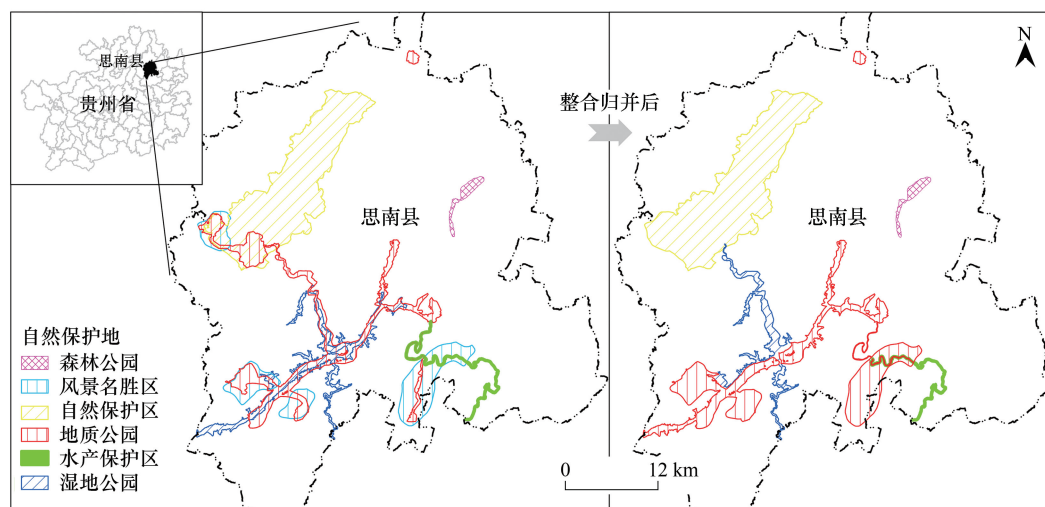 思南县
贵州省
整合归并后
N
思南县
思南县
自然保护地
森林公园
风景名胜区
自然保护区
地质公园
水产保护区
湿地公园
0 12 km